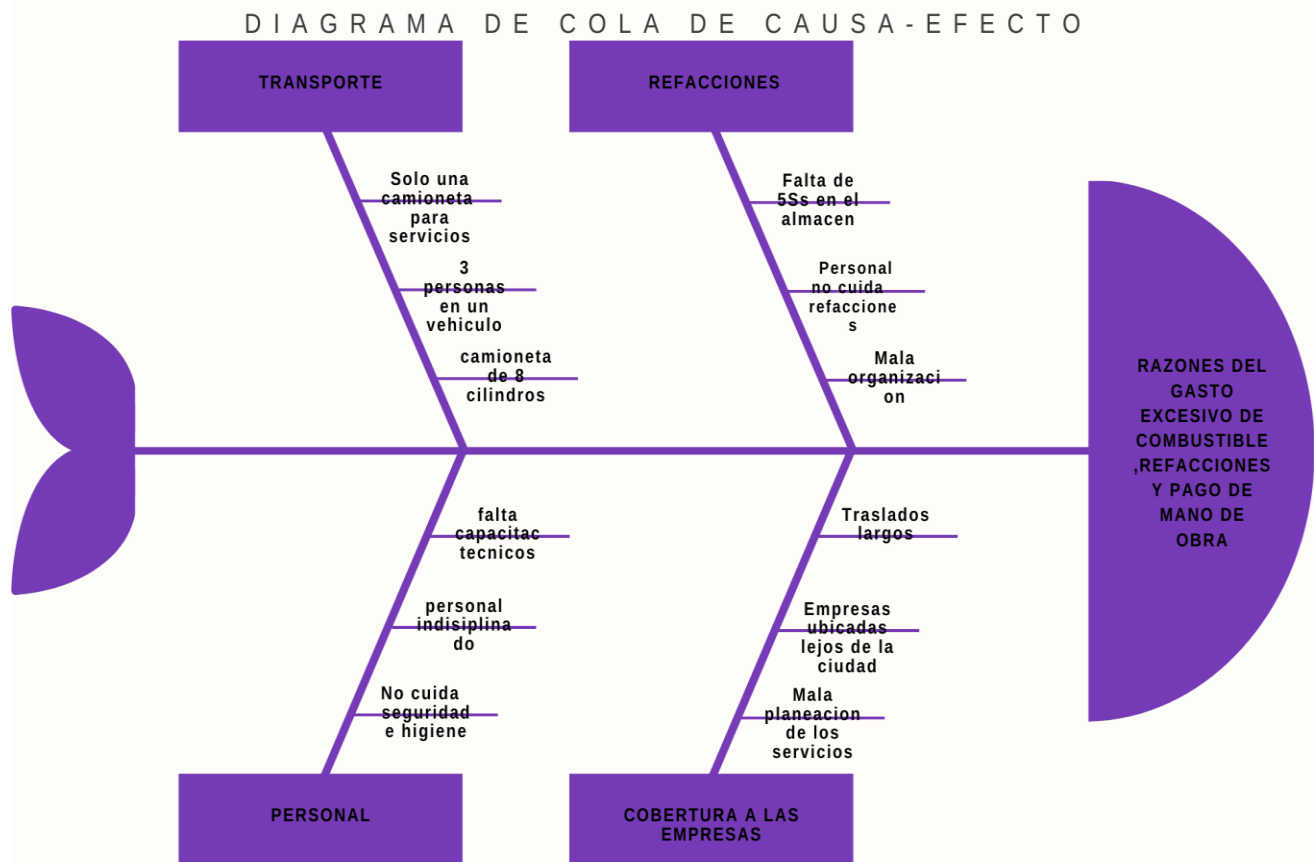 DIAGRAMA DE COLA DE CAUSA-EFECTO
TRANSPORTE
REFACCIONES
Solo una
camioneta
para
servicios
3
personas
en un
vehiculo
camioneta
de 8
cilindros
Falta de
5Ss en el
almacen
Personal
no cuida
refaccione
s
Mala
organizaci
on
RAZONES DEL
GASTO
EXCESIVO DE
COMBUSTIBLE
,REFACCIONES
Y PAGO DE
MANO DE
OBRA
falta
capacitac
tecnicos
personal
indisiplina
do
No cuida
seguridad
e higiene
Traslados
largos
Empresas
ubicadas
lejos de la
ciudad
Mala
planeacion
de los
servicios
PERSONAL
COBERTURA A LAS
EMPRESAS